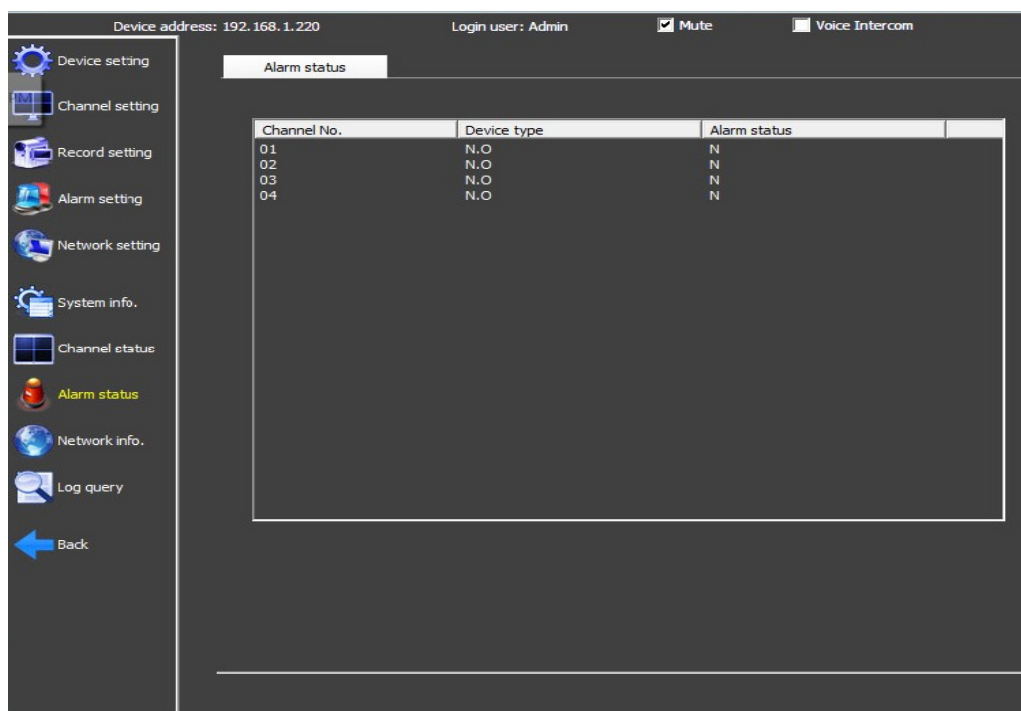 Device address: 192.168.1.220 Login user: Admin Mute Voice Intercom
Device setting
Channel setting
Record setting
Alarm setting
Network setting
System info.
Channel status
Alarm status
Network info.
Log query
Back
Alarm status
Channel No. Device type Alarm status
01 N.O N
02 N.O N
03 N.O N
04 N.O N